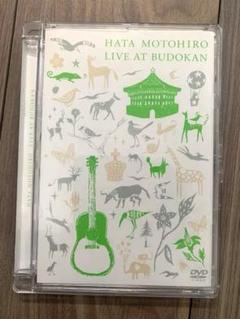 HATA MOTOHIRO
LIVE AT BUDOKAN
DVD